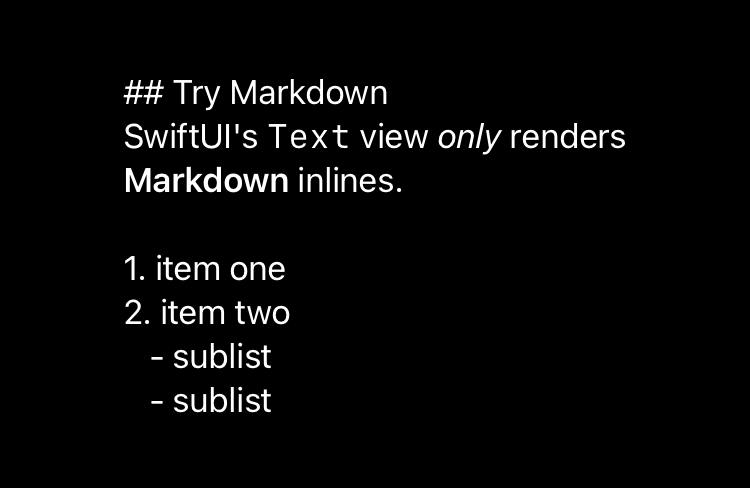 ## Try Markdown
SwiftUI's Text view only renders
Markdown inlines.
1. item one
2. item two
- sublist
- sublist